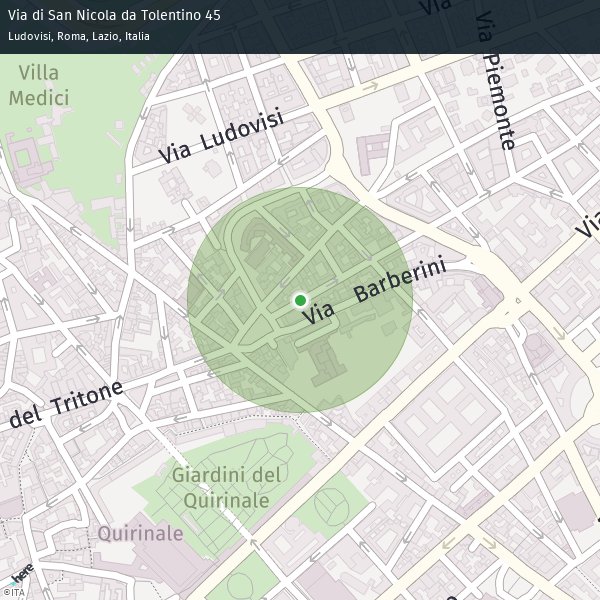 Via di San Nicola da Tolentino 45
Ludovisi, Roma, Lazio, Italia
Via
Villa
Medici
Via Piemonte
Via Ludovisi
Via
Via Barberini
del Tritone
Giardini del
Quirinale
Quirinale
here
©ITA